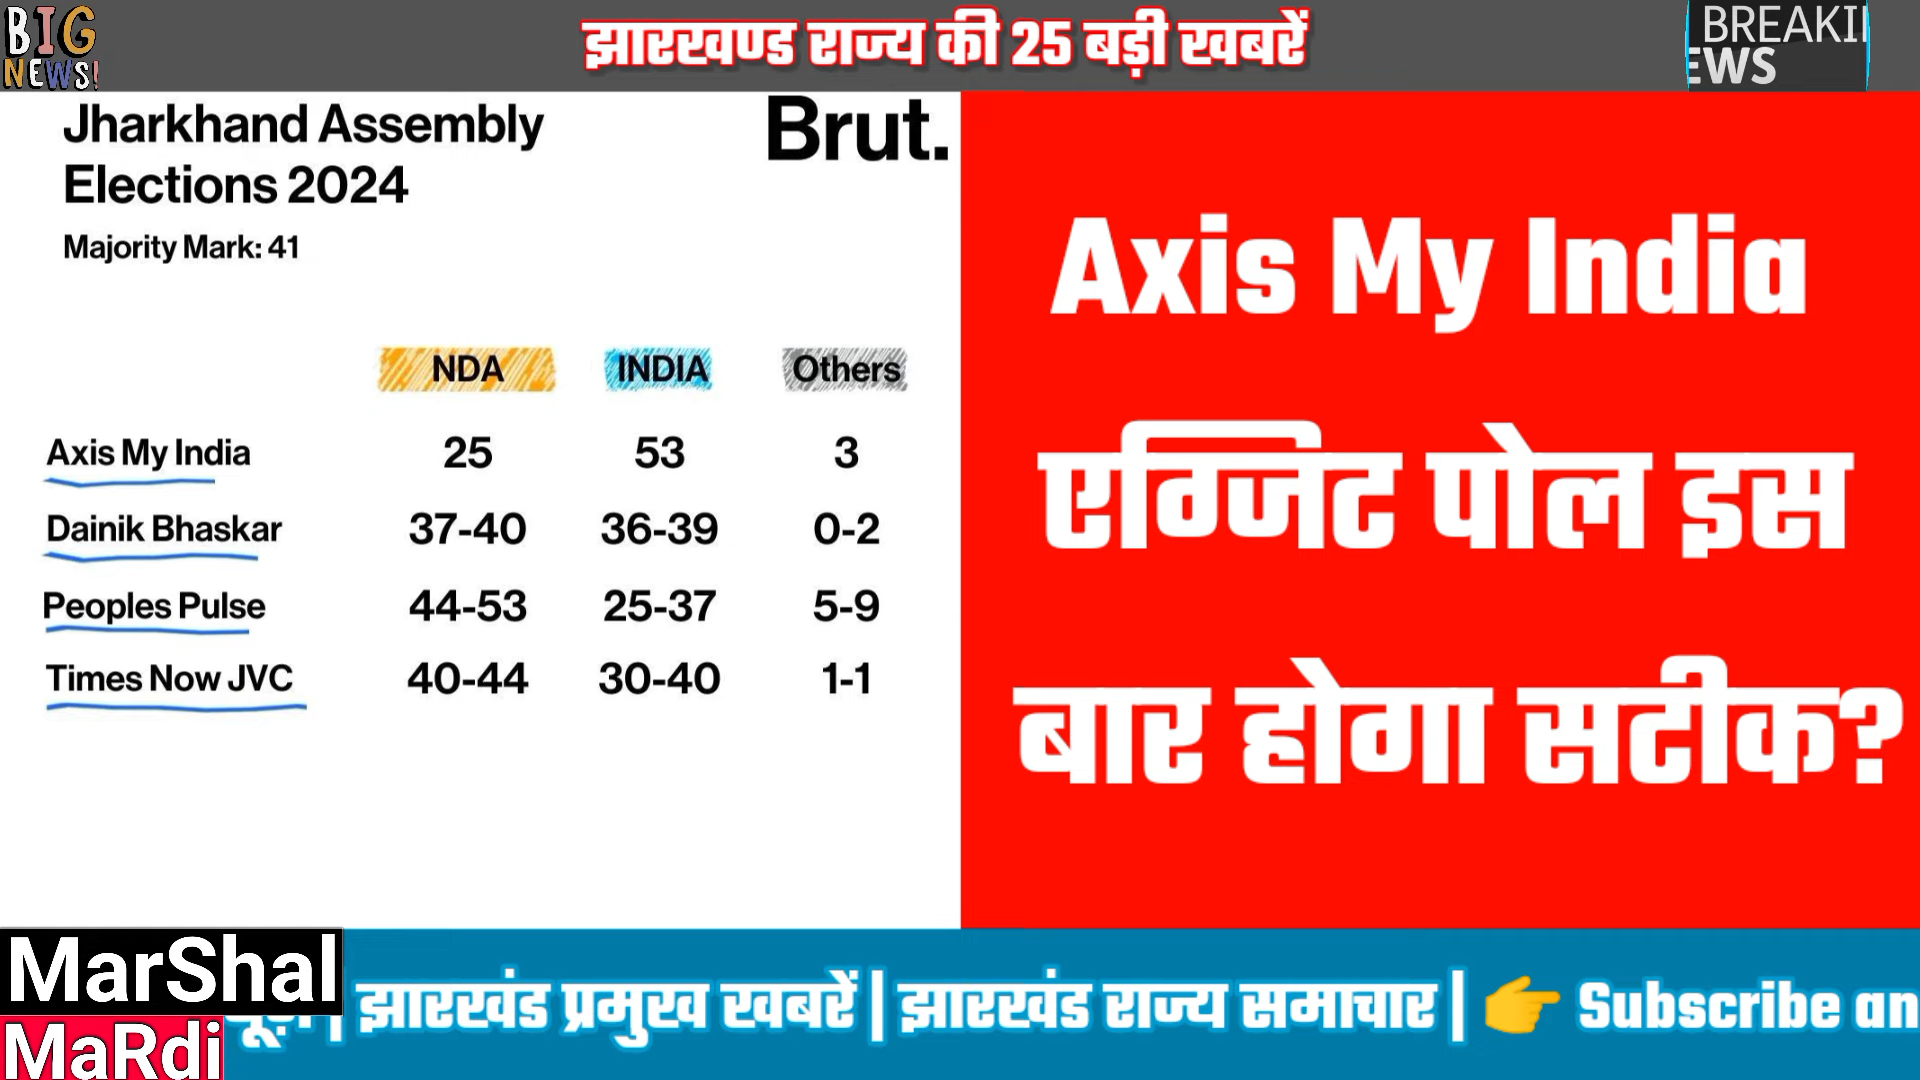 BIG
NEWS!
झारखण्ड राज्य की 25 बड़ी खबरें
BREAKI
EWS
Jharkhand Assembly
Elections 2024
Brut.
Majority Mark: 41
NDA INDIA Others
Axis My India 25 53 3
Dainik Bhaskar 37-40 36-39 0-2
Peoples Pulse 44-53 25-37 5-9
Times Now JVC 40-44 30-40 1-1
Axis My India
एग्जिट पोल इस
बार होगा सटीक?
MarShal
MaRdi
| झारखंड प्रमुख खबरें | झारखंड राज्य समाचार | 👉 Subscribe an